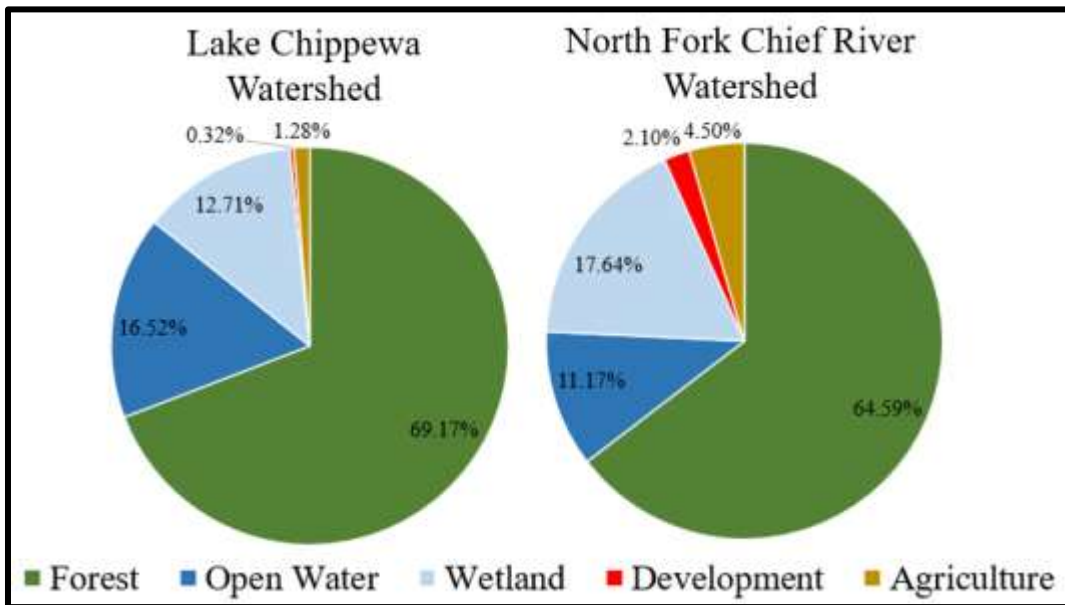 Lake Chippewa
Watershed
0.32%
1.28%
12.71%
16.52%
69.17%
North Fork Chief River
Watershed
2.10%
4.50%
17.64%
11.17%
64.59%
Forest
Open Water
Wetland
Development
Agriculture